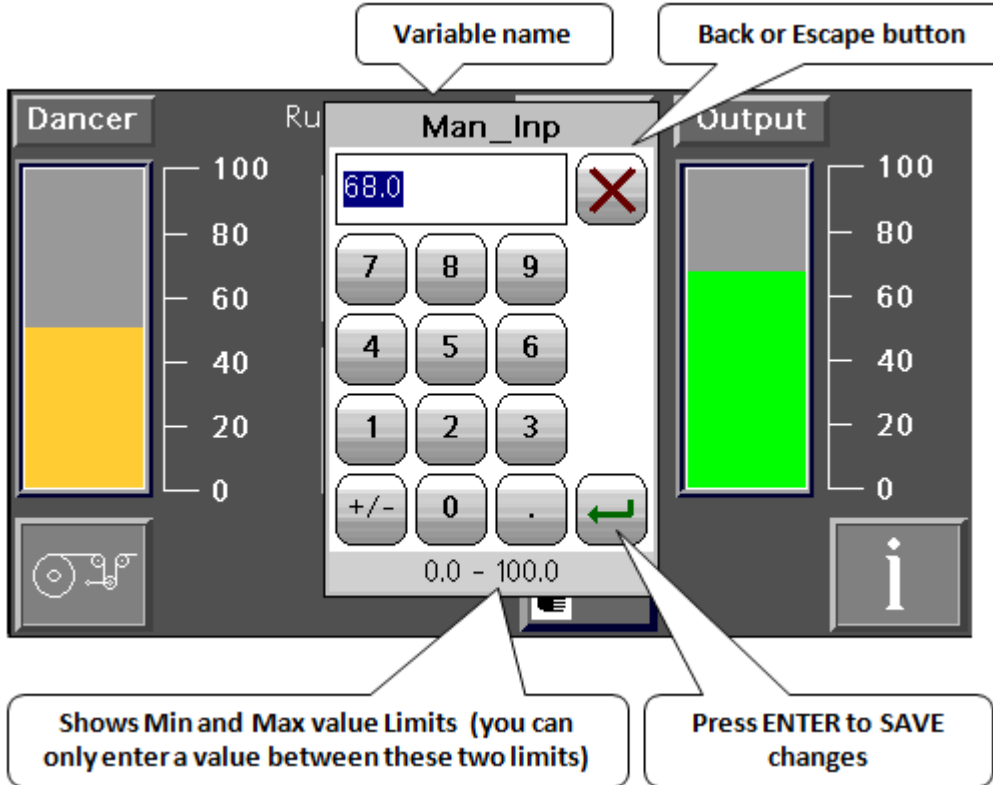 Variable name
Back or Escape button
Dancer
Ru
Man_Inp
Output
68.0
100
80
60
40
20
0
7 8 9
4 5 6
1 2 3
+/- 0 .
100
80
60
40
20
0
0.0 - 100.0
i
Shows Min and Max value Limits (you can
only enter a value between these two limits)
Press ENTER to SAVE
changes